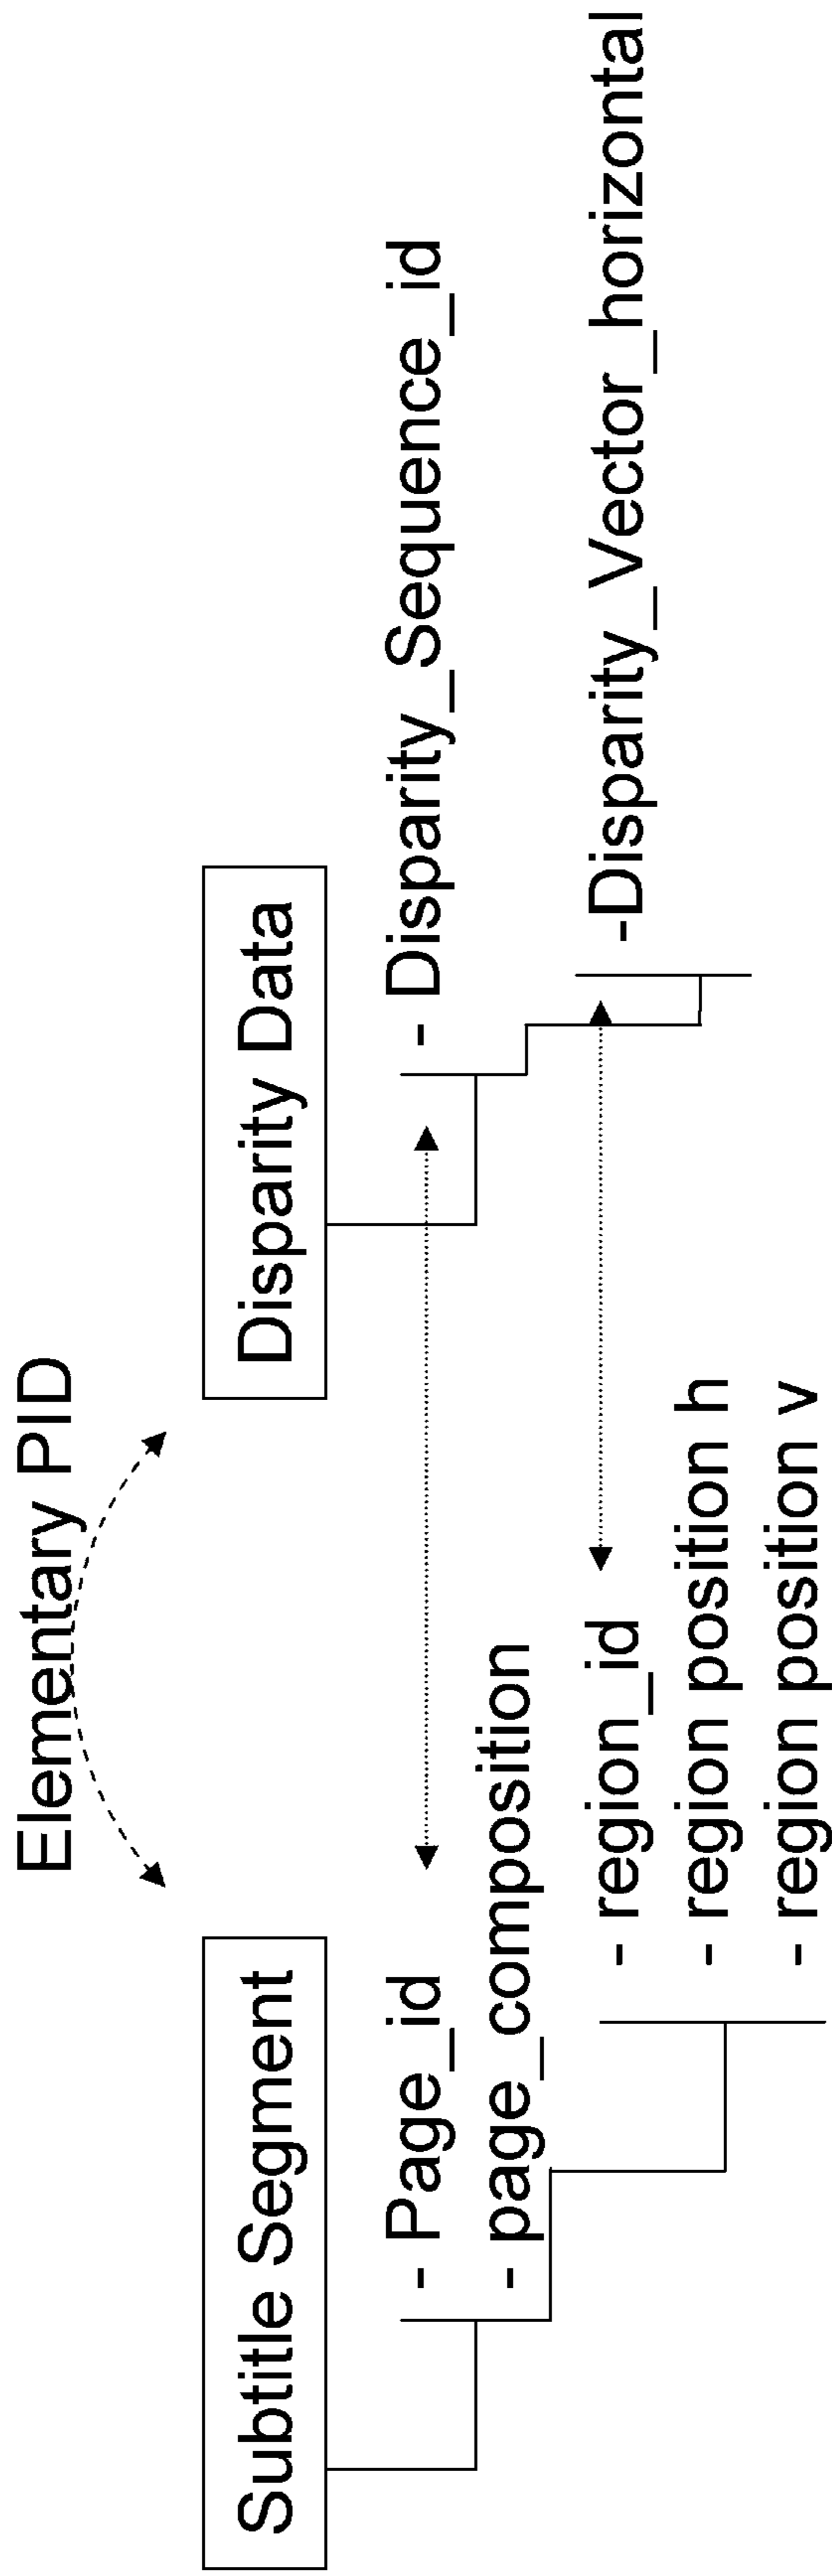 Elementary PID
Subtitle Segment
Disparity Data
- Page_id
- page_composition
- Disparity_Sequence_id
- region_id
- region position h
- region position v
-Disparity_Vector_horizontal